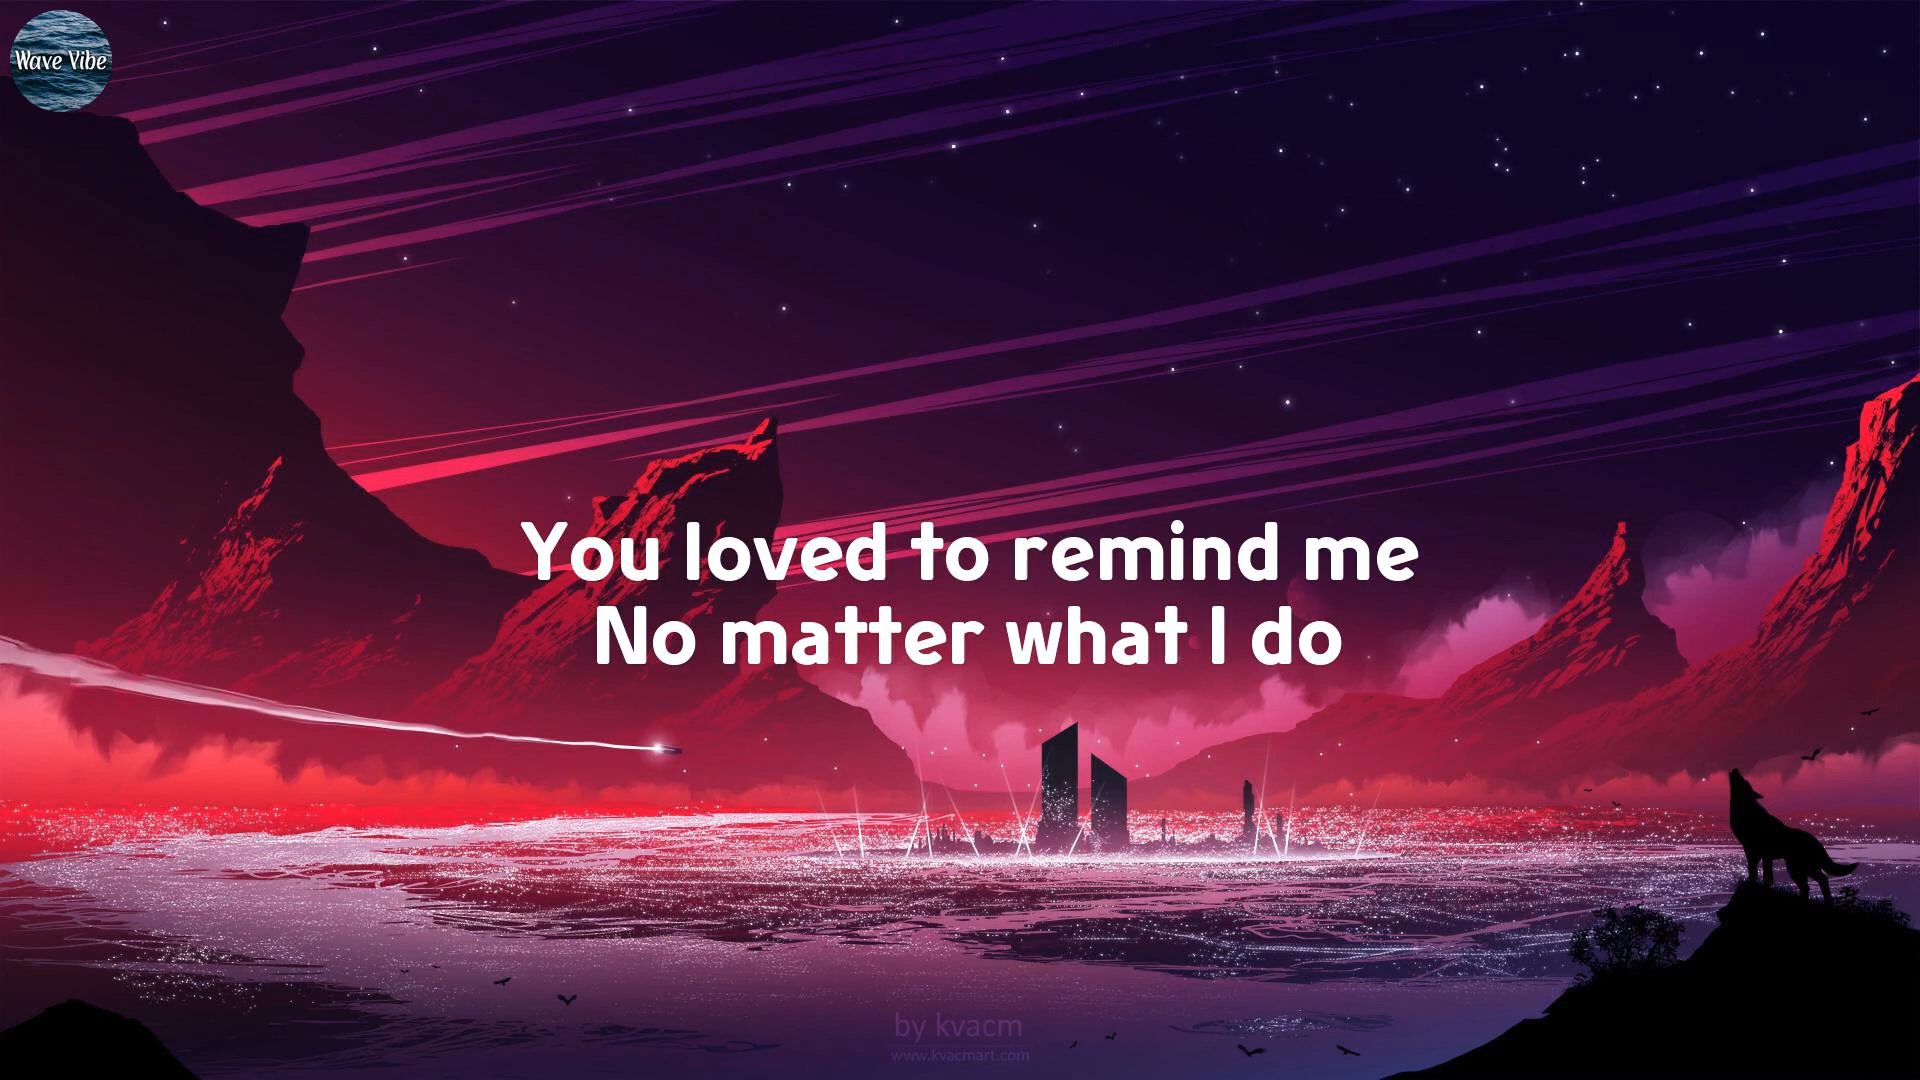 Wave Vibe
You loved to remind me
No matter what I do
by kvacm
www.kvacmart.com